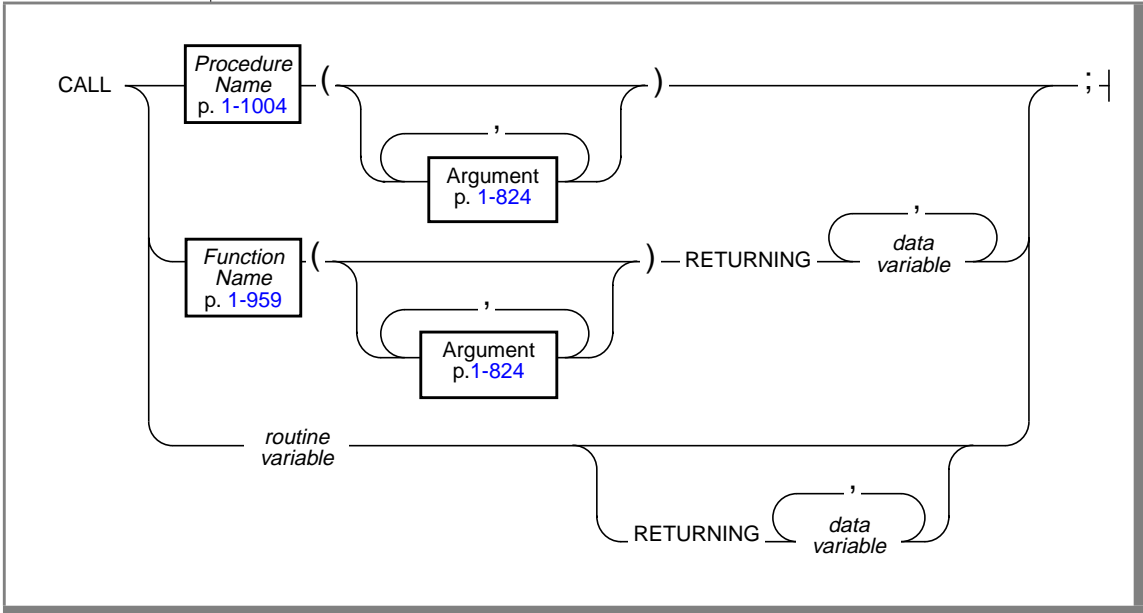 CALL
Procedure
Name
p. 1-1004
(
)
;
,
Argument
p. 1-824
Function
Name
p. 1-959
(
)
RETURNING
,
data
variable
,
Argument
p.1-824
routine
variable
RETURNING
,
data
variable